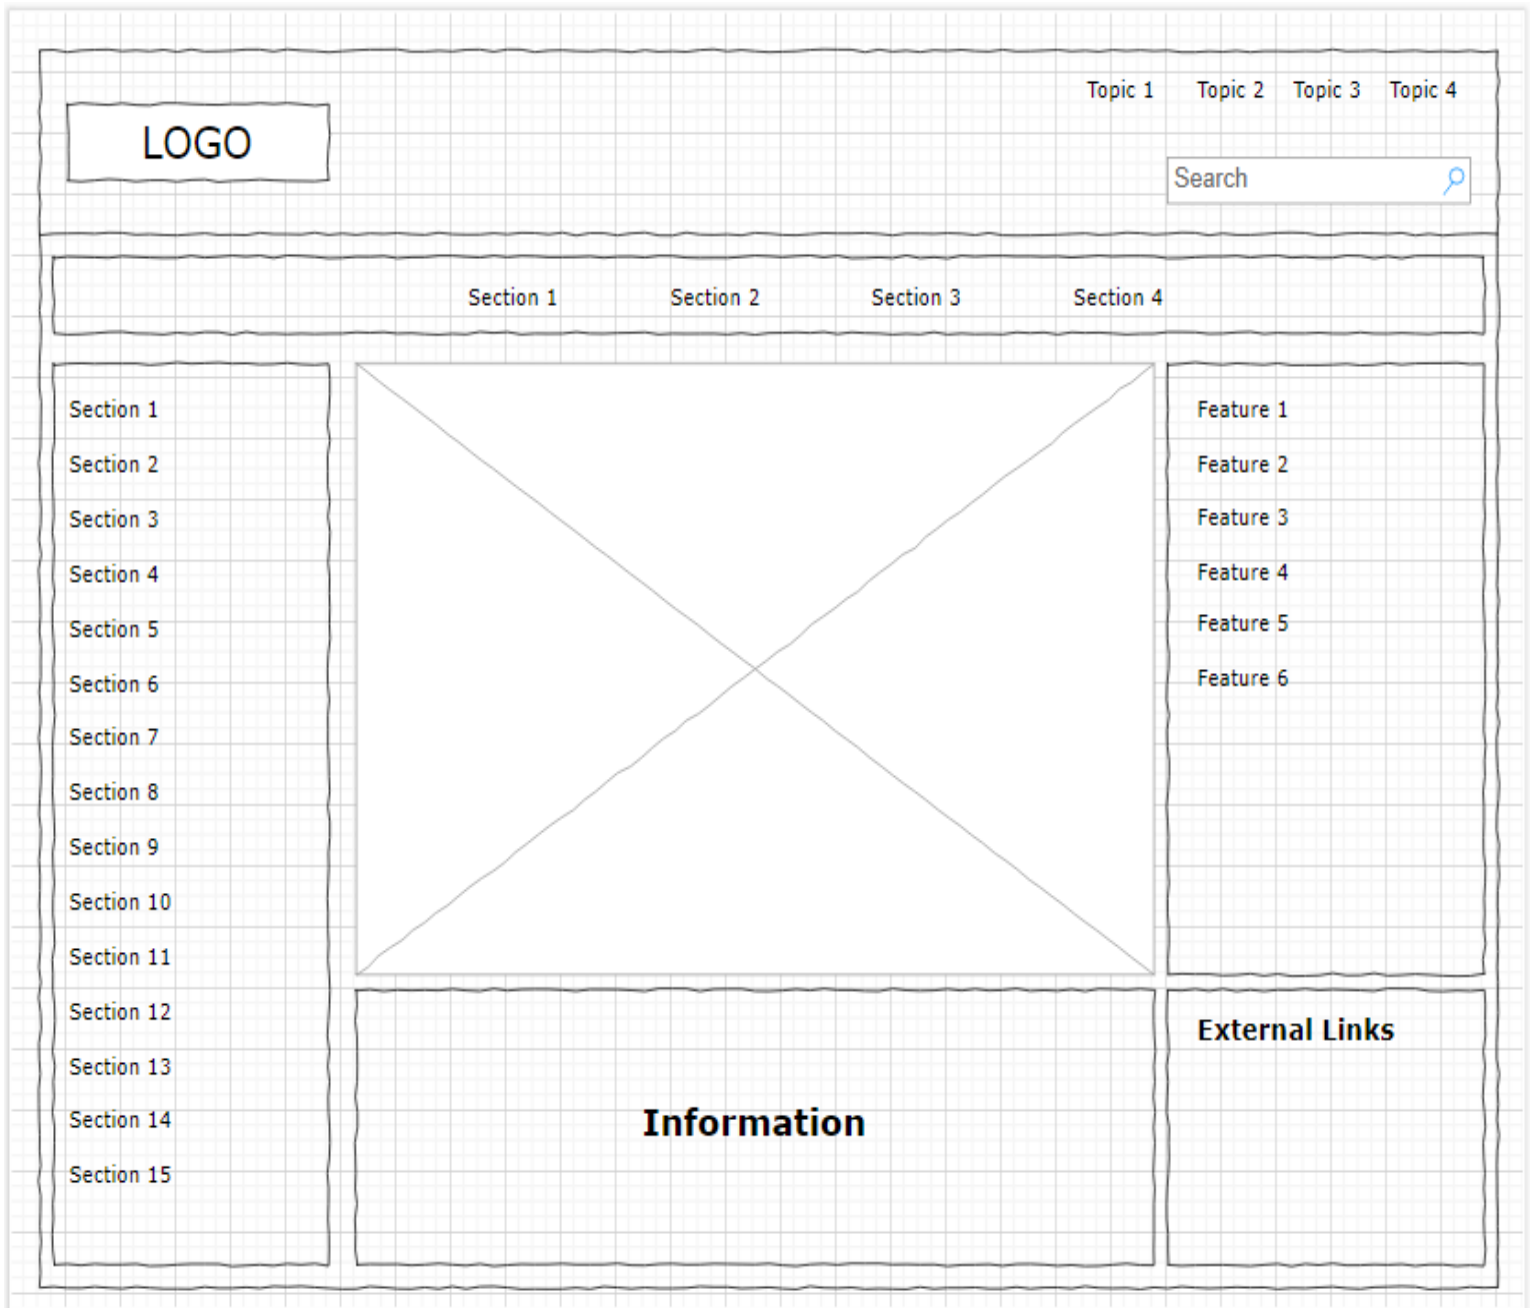 Topic 1 Topic 2 Topic 3 Topic 4
LOGO
Search
Section 1 Section 2 Section 3 Section 4
Section 1
Section 2
Section 3
Section 4
Section 5
Section 6
Section 7
Section 8
Section 9
Section 10
Section 11
Section 12
Section 13
Section 14
Section 15
Feature 1
Feature 2
Feature 3
Feature 4
Feature 5
Feature 6
Information
External Links